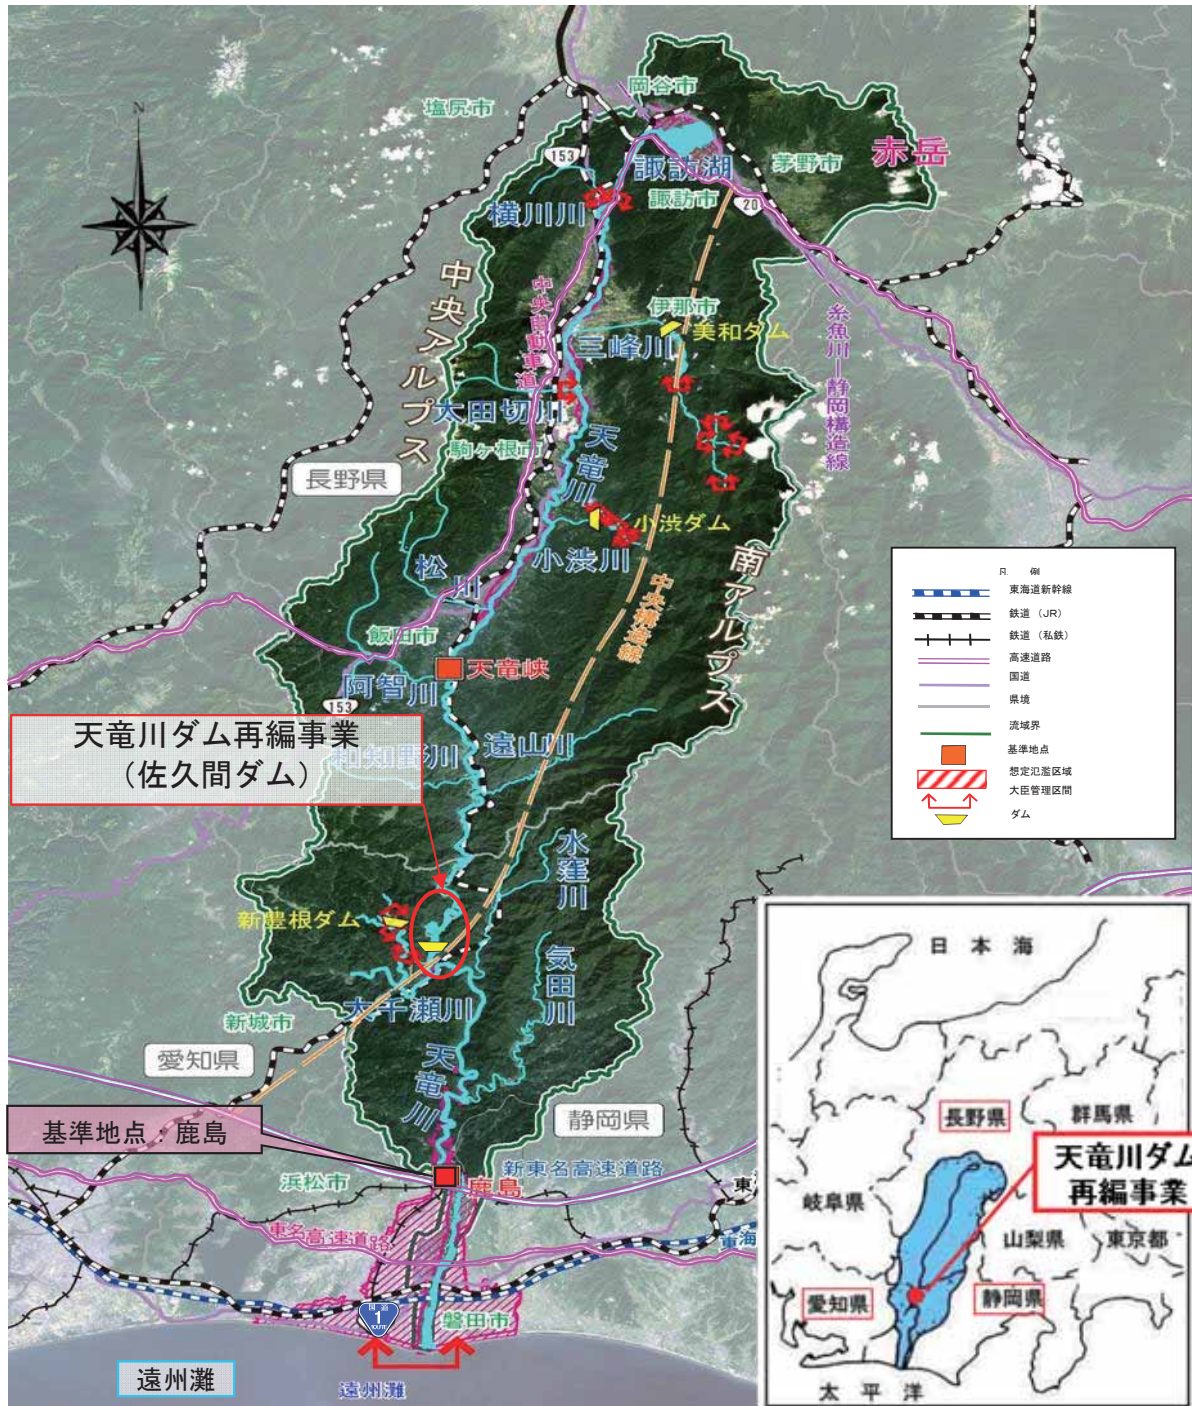 N
塩尻市
岡谷市
諏訪湖
茅野市
赤岳
153
諏訪市
20
横川川
中央アルプス
中央自動車道
伊那市
美和ダム
三峰川
糸魚川―静岡構造線
太田切川
駒ヶ根市
天竜川
長野県
小渋ダム
小渋川
南アルプス
松川
中央構造線
飯田市
天竜峡
阿智川
153
天竜川ダム再編事業
（佐久間ダム）
和知野川
遠山川
水窪川
新豊根ダム
気田川
大千瀬川
新城市
愛知県
天竜川
静岡県
基準地点：鹿島
新東名高速道路
鹿島
浜松市
東名高速道路
東海
国道
1
ROUTE
磐田市
遠州灘
遠州灘
凡 例
東海道新幹線
鉄道（JR）
鉄道（私鉄）
高速道路
国道
県境
流域界
基準地点
想定氾濫区域
大臣管理区間
ダム
日本海
長野県
群馬県
天竜川ダム
再編事業
岐阜県
山梨県
東京都
愛知県
静岡県
太平洋